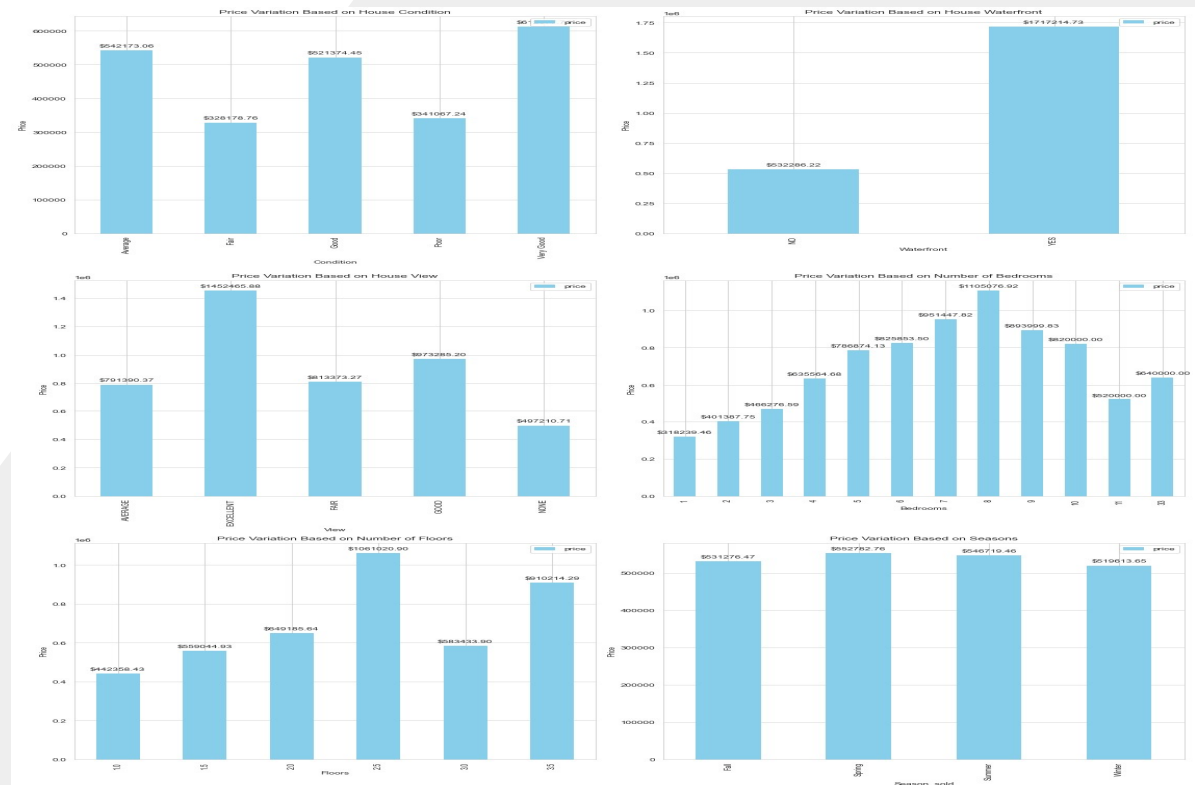 Price Variation Based on House Condition
price
$542173.06
$328178.76
$521374.45
$341067.24
600000
500000
400000
300000
200000
100000
0
Price
Average
Fair
Good
Poor
Very Good
Condition
Price Variation Based on House Waterfront
1e6
price
$532286.22
$1717214.73
1.75
1.50
1.25
1.00
0.75
0.50
0.25
0.00
Price
NO
YES
Waterfront
Price Variation Based on House View
1e6
price
$791390.37
$1452465.88
$813373.27
$973285.20
$497210.71
1.4
1.2
1.0
0.8
0.6
0.4
0.2
0.0
Price
AVERAGE
EXCELLENT
FAIR
GOOD
NONE
View
Price Variation Based on Number of Bedrooms
1e6
price
$318239.46
$401387.75
$466276.59
$635564.68
$786874.13
$825853.50
$951447.82
$1105076.92
$893999.83
$820000.00
$520000.00
$640000.00
1.0
0.8
0.6
0.4
0.2
0.0
Price
1
2
3
4
5
6
7
8
9
10
11
33
Bedrooms
Price Variation Based on Number of Floors
1e6
price
$442358.43
$559044.93
$649185.64
$1061020.90
$583433.90
$910214.29
1.0
0.8
0.6
0.4
0.2
0.0
Price
1.0
1.5
2.0
2.5
3.0
3.5
Floors
Price Variation Based on Seasons
price
$531276.47
$552782.76
$546719.46
$519613.65
500000
400000
300000
200000
100000
0
Price
Fall
Spring
Summer
Winter
Season_sold